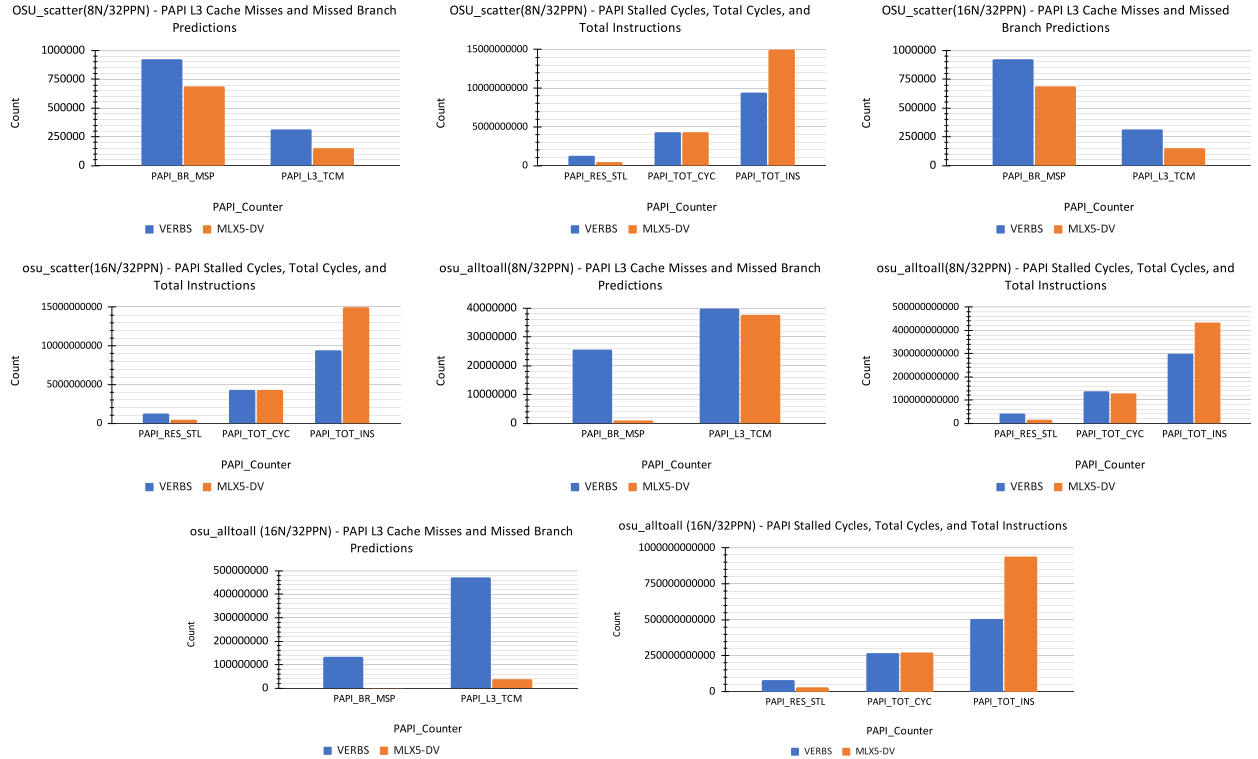 OSU_scatter(8N/32PPN) - PAPI L3 Cache Misses and Missed Branch
Predictions
1000000
750000
500000
250000
0
Count
PAPI_BR_MSP
PAPI_L3_TCM
PAPI_Counter
VERBS
MLX5-DV
OSU_scatter(8N/32PPN) - PAPI Stalled Cycles, Total Cycles, and
Total Instructions
15000000000
10000000000
5000000000
0
Count
PAPI_RES_STL
PAPI_TOT_CYC
PAPI_TOT_INS
PAPI_Counter
VERBS
MLX5-DV
OSU_scatter(16N/32PPN) - PAPI L3 Cache Misses and Missed
Branch Predictions
1000000
750000
500000
250000
0
Count
PAPI_BR_MSP
PAPI_L3_TCM
PAPI_Counter
VERBS
MLX5-DV
osu_scatter(16N/32PPN) - PAPI Stalled Cycles, Total Cycles, and
Total Instructions
15000000000
10000000000
5000000000
0
Count
PAPI_RES_STL
PAPI_TOT_CYC
PAPI_TOT_INS
PAPI_Counter
VERBS
MLX5-DV
osu_alltoall(8N/32PPN) - PAPI L3 Cache Misses and Missed Branch
Predictions
40000000
30000000
20000000
10000000
0
Count
PAPI_BR_MSP
PAPI_L3_TCM
PAPI_Counter
VERBS
MLX5-DV
osu_alltoall(8N/32PPN) - PAPI Stalled Cycles, Total Cycles, and
Total Instructions
500000000000
400000000000
300000000000
200000000000
100000000000
0
Count
PAPI_RES_STL
PAPI_TOT_CYC
PAPI_TOT_INS
PAPI_Counter
VERBS
MLX5-DV
osu_alltoall (16N/32PPN) - PAPI L3 Cache Misses and Missed Branch
Predictions
500000000
400000000
300000000
200000000
100000000
0
Count
PAPI_BR_MSP
PAPI_L3_TCM
PAPI_Counter
VERBS
MLX5-DV
osu_alltoall (16N/32PPN) - PAPI Stalled Cycles, Total Cycles, and Total Instructions
1000000000000
750000000000
500000000000
250000000000
0
Count
PAPI_RES_STL
PAPI_TOT_CYC
PAPI_TOT_INS
PAPI_Counter
VERBS
MLX5-DV